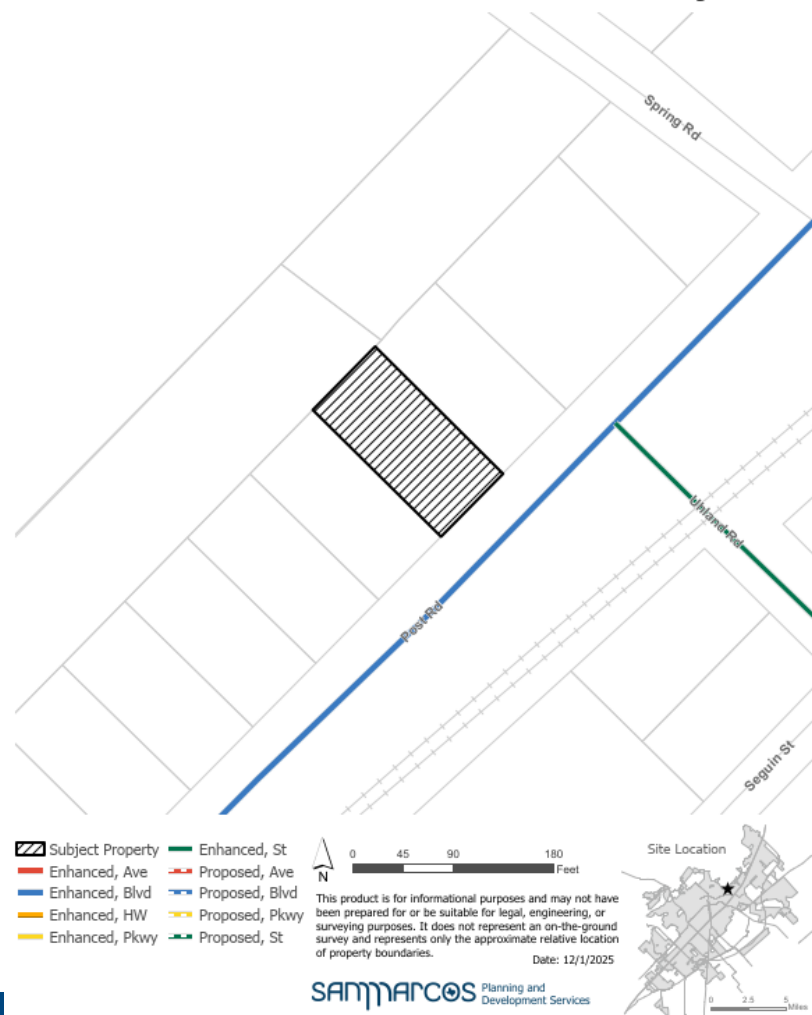 Spring Rd
Uhland Rd
Post Rd
Seguin St
Subject Property
Enhanced, Ave
Enhanced, Blvd
Enhanced, HW
Enhanced, Pkwy
Enhanced, St
Proposed, Ave
Proposed, Blvd
Proposed, Pkwy
Proposed, St
N
0 45 90 180
Feet
This product is for informational purposes and may not have
been prepared for or be suitable for legal, engineering, or
surveying purposes. It does not represent an on-the-ground
survey and represents only the approximate relative location
of property boundaries.
Date: 12/1/2025
SANMARCOS Planning and
Development Services
Site Location
0 2.5 5
Miles